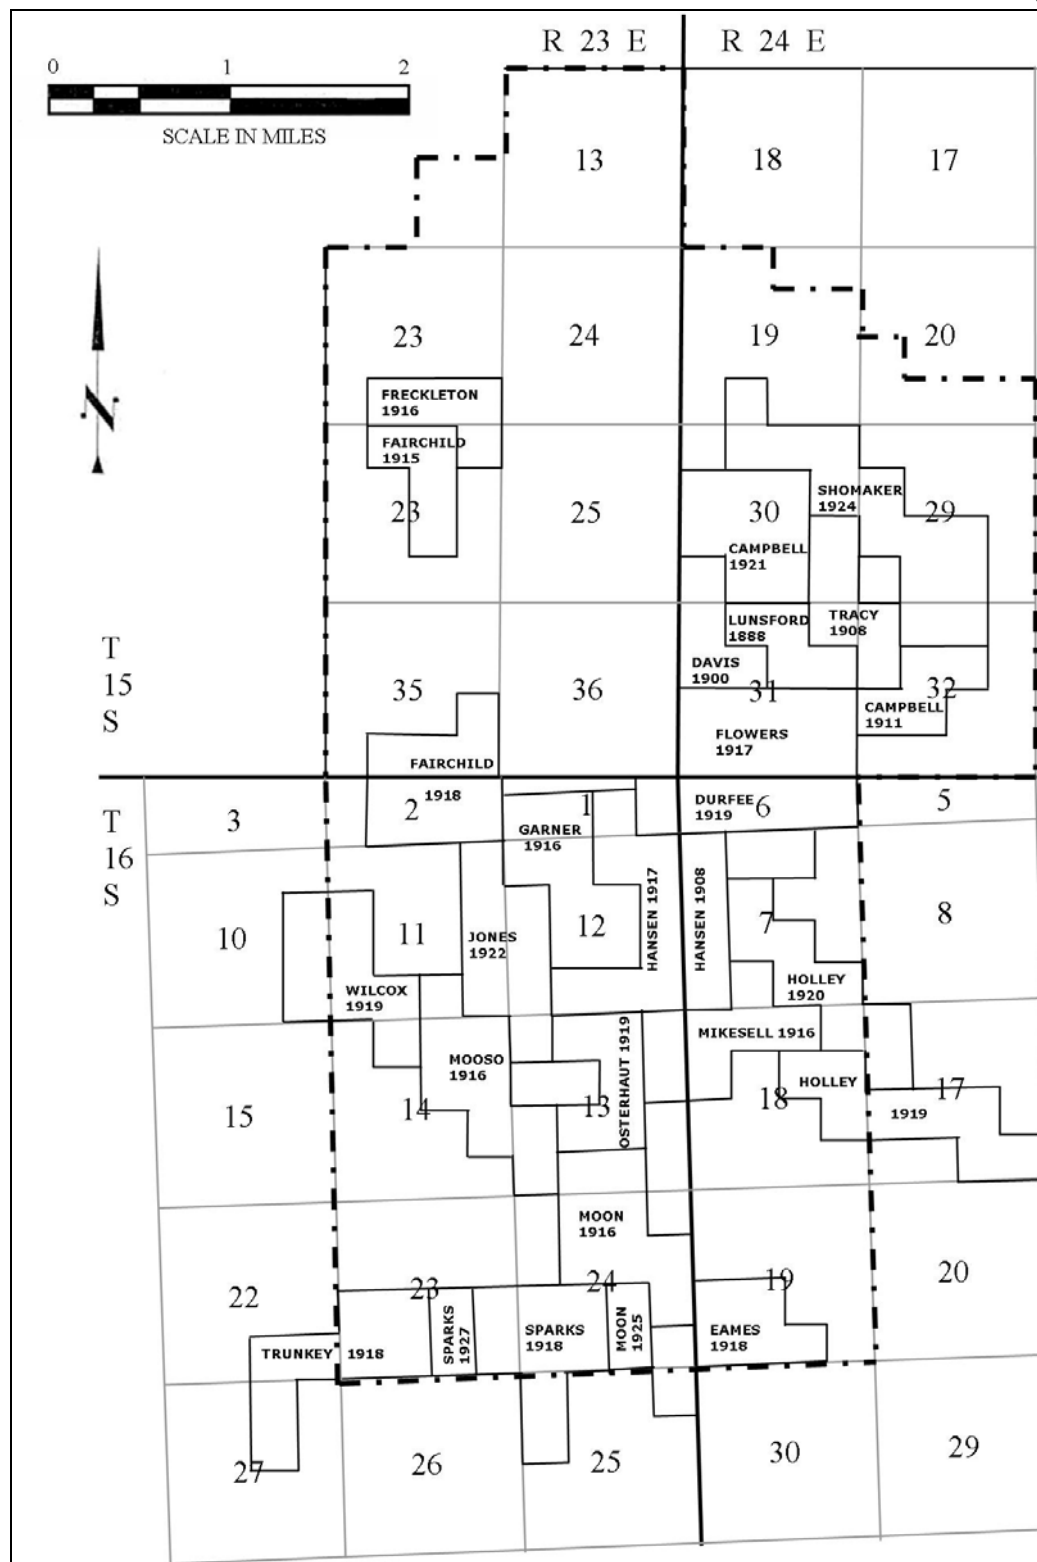 R 23 E
R 24 E
0 1 2
SCALE IN MILES
13
18
17
N
23
24
19
20
FRECKLETON
1916
FAIRCHILD
1915
23
25
30
29
SHOMAKER
1924
CAMPBELL
1921
LUNSFORD
1888
TRACY
1908
T
15
S
35
36
DAVIS
1900
31
32
CAMPBELL
1911
FLOWERS
1917
FAIRCHILD
1918
T
16
S
3
2
1
DURFEE
1919
6
5
GARNER
1916
10
11
12
HANSEN 1917
HANSEN 1908
7
8
JONES
1922
WILCOX
1919
HOLLEY
1920
MOOSO
1916
OSTERHAUT 1919
MIKESELL 1916
15
14
13
18
HOLLEY
1919
17
MOON
1916
22
23
24
19
20
TRUNKEY 1918
SPARKS
1927
SPARKS
1918
MOON
1925
EAMES
1918
27
26
25
30
29